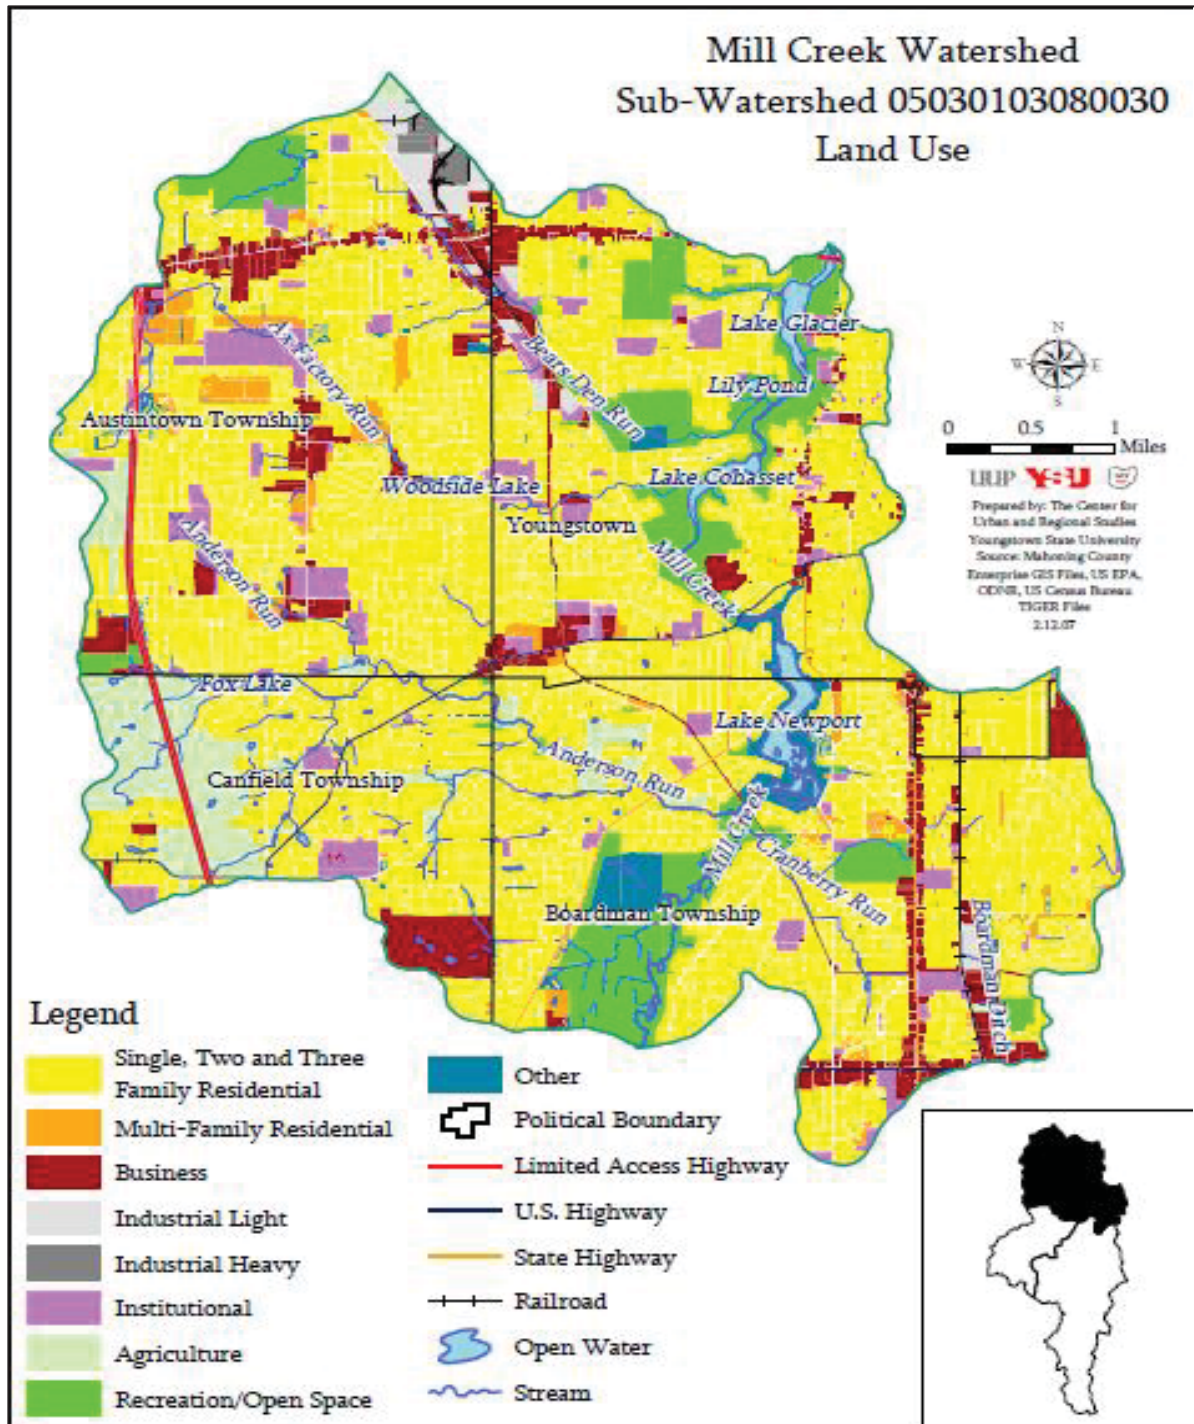 Mill Creek Watershed
Sub-Watershed 05030103080030
Land Use
Lake Glacier
Bears Den Run
Ax Factory Run
Lily Pond
Austintown Township
Lake Cohasset
Woodside Lake
Youngstown
Anderson Run
Mill Creek
Fox Lake
Lake Newport
Anderson Run
Canfield Township
Mill Creek
Cranberry Run
Boardman Township
Boardman Ditch
N
W
E
S
0
0.5
1
Miles
YSU
Prepared by: The Center for
Urban and Regional Studies
Youngstown State University
Source: Mahoning County
Enterprise GIS Files, US EPA,
ODNR, US Census Bureau
TIGER Files
2.12.07
Legend
Single, Two and Three
Family Residential
Multi-Family Residential
Business
Industrial Light
Industrial Heavy
Institutional
Agriculture
Recreation/Open Space
Other
Political Boundary
Limited Access Highway
U.S. Highway
State Highway
Railroad
Open Water
Stream